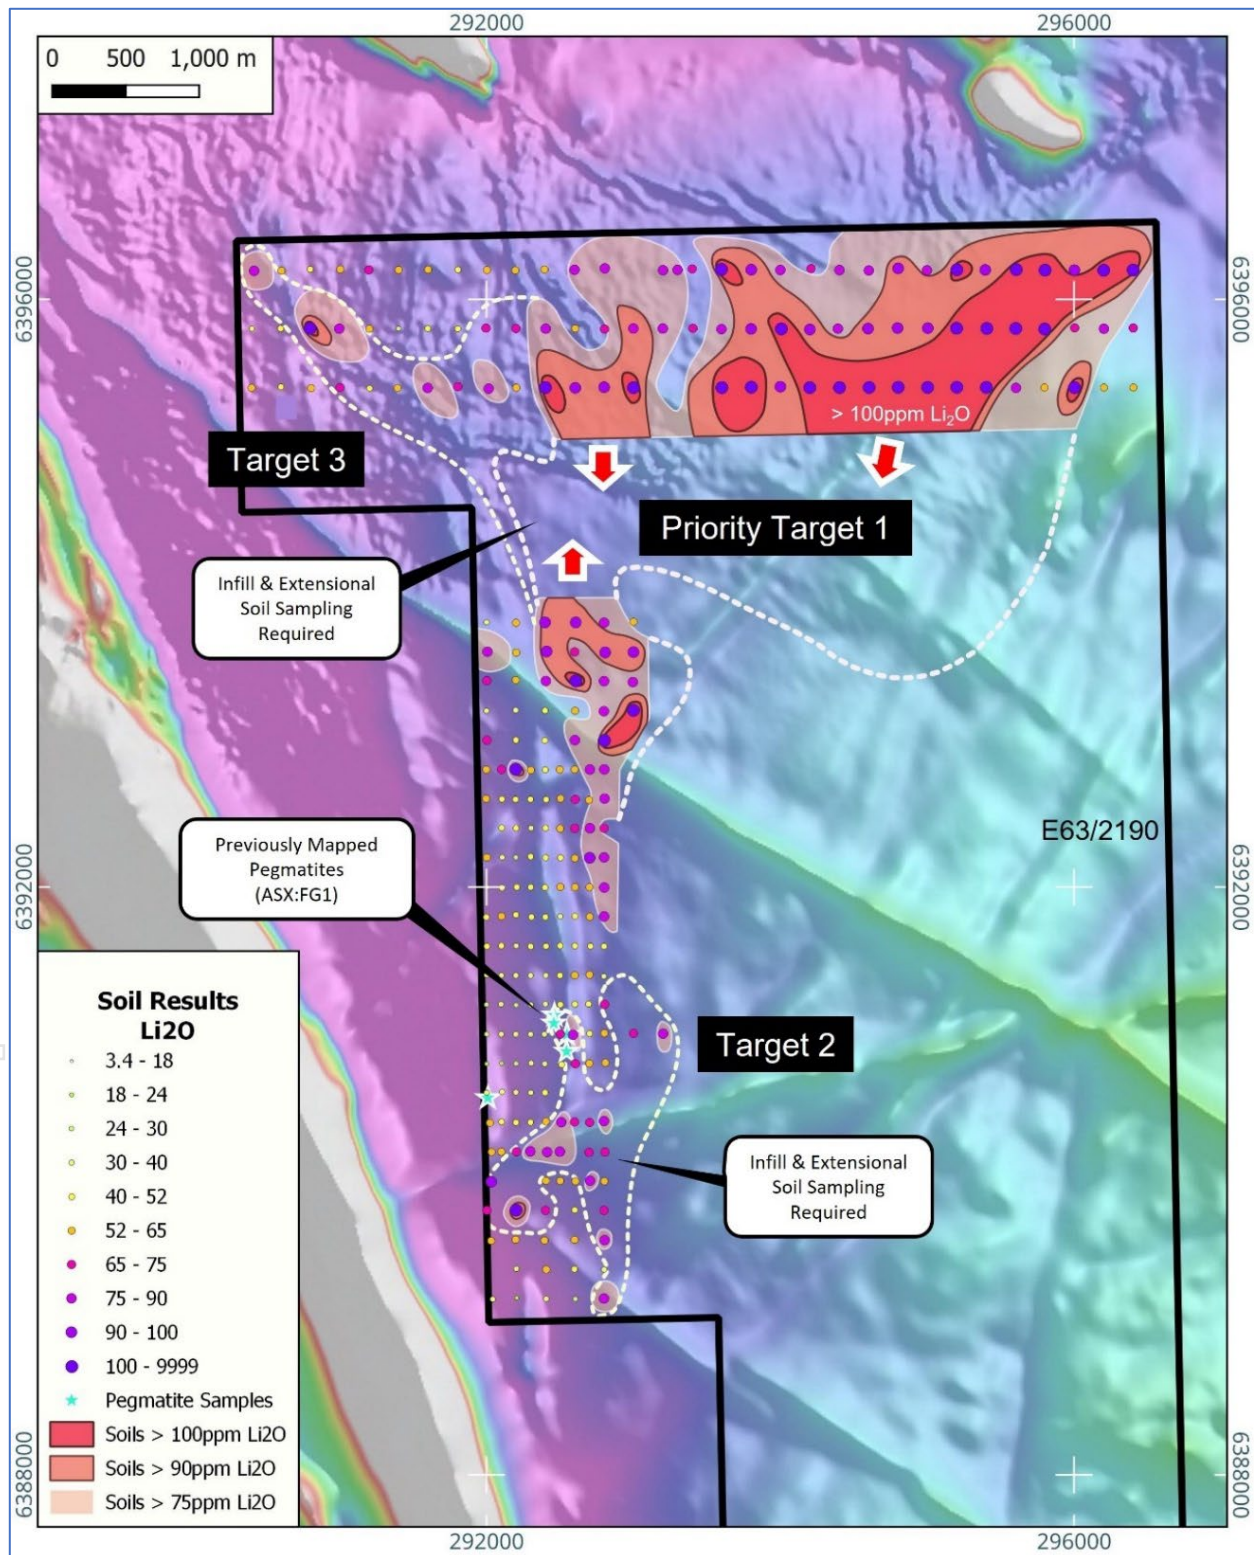 292000
296000
0 500 1,000 m
6396000
6396000
> 100ppm Li₂O
Target 3
Priority Target 1
Infill & Extensional
Soil Sampling
Required
E63/2190
Previously Mapped
Pegmatites
(ASX:FG1)
6392000
6392000
Target 2
Infill & Extensional
Soil Sampling
Required
Soil Results
Li2O
3.4 - 18
18 - 24
24 - 30
30 - 40
40 - 52
52 - 65
65 - 75
75 - 90
90 - 100
100 - 9999
Pegmatite Samples
Soils > 100ppm Li2O
Soils > 90ppm Li2O
Soils > 75ppm Li2O
6388000
6388000
292000
296000